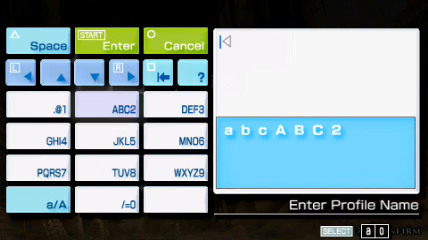 Space
START Enter
Cancel
L
R
?
.@1
ABC2
DEF3
GHI4
JKL5
MNO6
PQRS7
TUV8
WXYZ9
a/A
/=0
a b c A B C 2
Enter Profile Name
SELECT